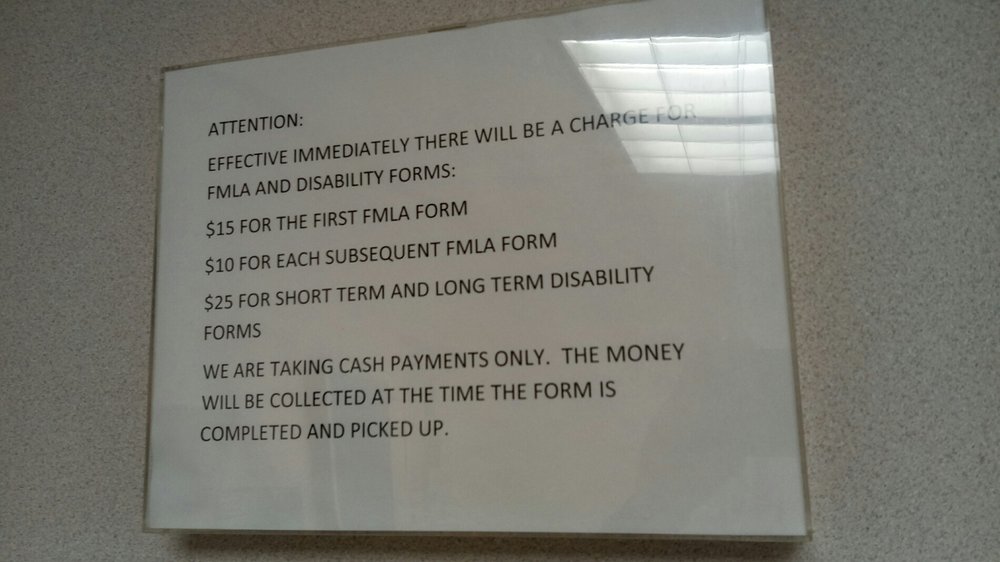 ATTENTION:
EFFECTIVE IMMEDIATELY THERE WILL BE A CHARGE FOR
FMLA AND DISABILITY FORMS:
$15 FOR THE FIRST FMLA FORM
$10 FOR EACH SUBSEQUENT FMLA FORM
$25 FOR SHORT TERM AND LONG TERM DISABILITY
FORMS
WE ARE TAKING CASH PAYMENTS ONLY.  THE MONEY
WILL BE COLLECTED AT THE TIME THE FORM IS
COMPLETED AND PICKED UP.